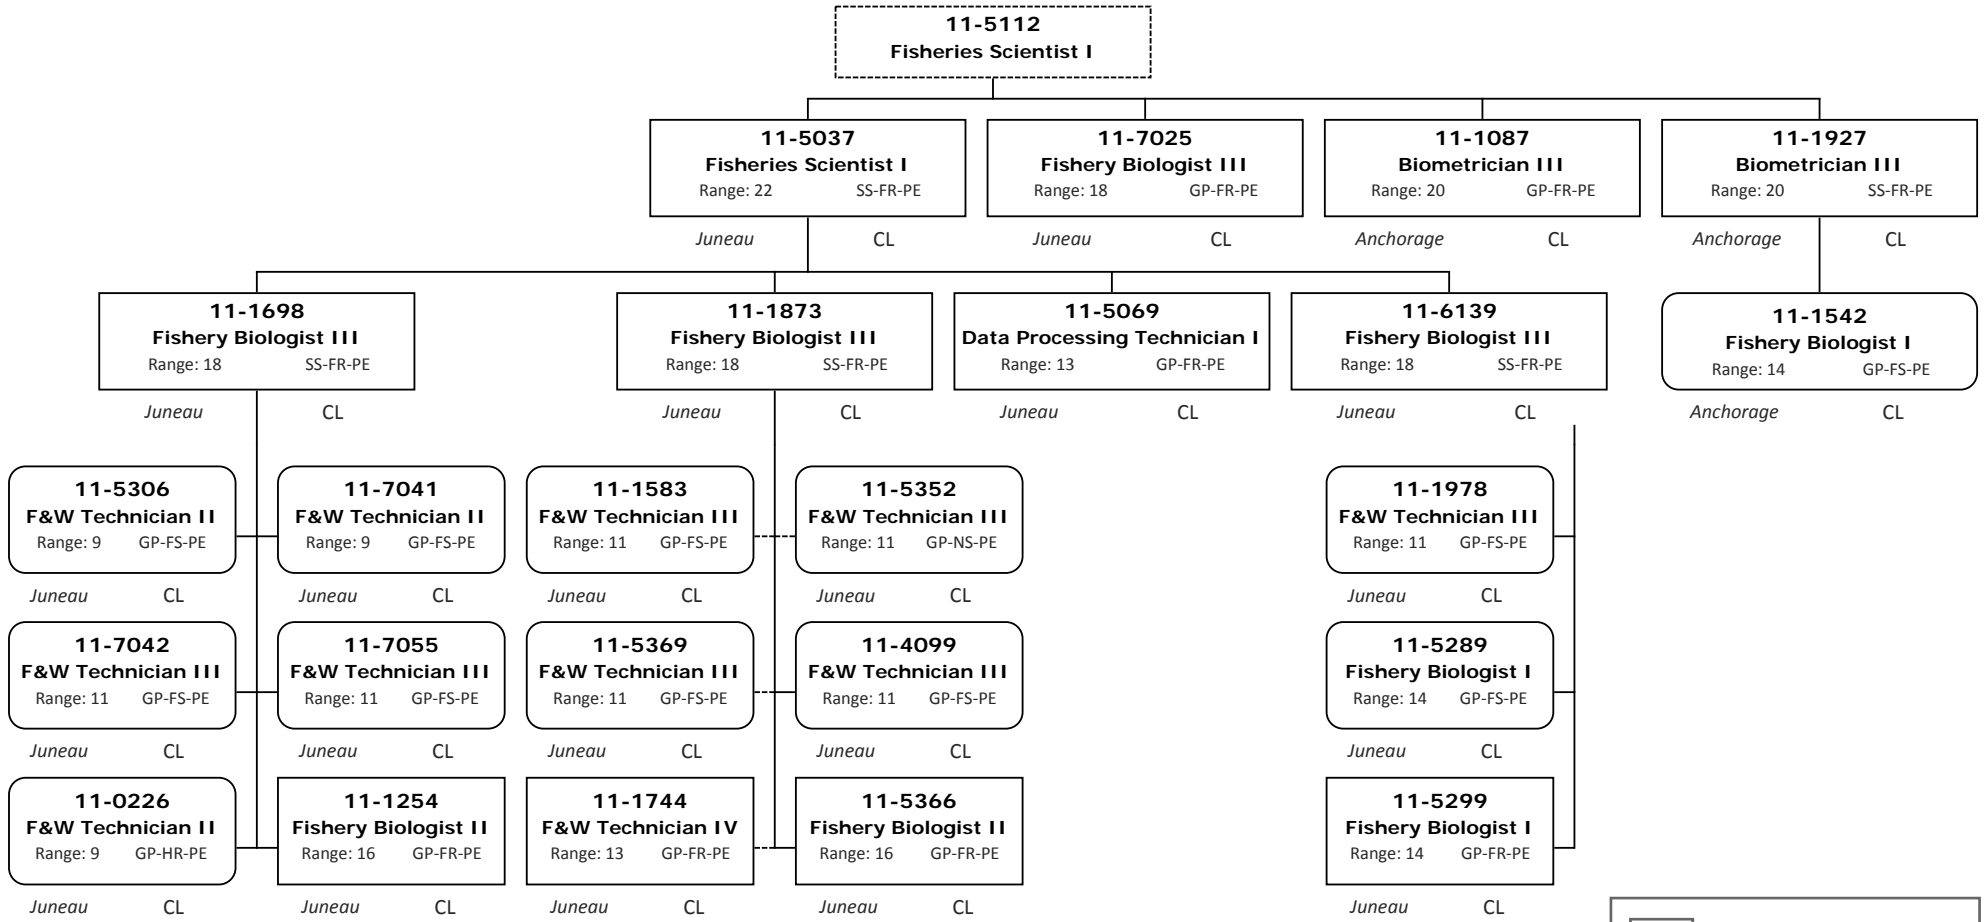 11-5112
Fisheries Scientist I
11-5037
Fisheries Scientist I
Range: 22 SS-FR-PE
Juneau CL
11-7025
Fishery Biologist III
Range: 18 GP-FR-PE
Juneau CL
11-1087
Biometrician III
Range: 20 GP-FR-PE
Anchorage CL
11-1927
Biometrician III
Range: 20 SS-FR-PE
Anchorage CL
11-1698
Fishery Biologist III
Range: 18 SS-FR-PE
Juneau CL
11-1873
Fishery Biologist III
Range: 18 SS-FR-PE
Juneau CL
11-5069
Data Processing Technician I
Range: 13 GP-FR-PE
Juneau CL
11-6139
Fishery Biologist III
Range: 18 SS-FR-PE
Juneau CL
11-1542
Fishery Biologist I
Range: 14 GP-FS-PE
Anchorage CL
11-5306
F&W Technician II
Range: 9 GP-FS-PE
Juneau CL
11-7041
F&W Technician II
Range: 9 GP-FS-PE
Juneau CL
11-1583
F&W Technician III
Range: 11 GP-FS-PE
Juneau CL
11-5352
F&W Technician III
Range: 11 GP-NS-PE
Juneau CL
11-1978
F&W Technician III
Range: 11 GP-FS-PE
Juneau CL
11-7042
F&W Technician III
Range: 11 GP-FS-PE
Juneau CL
11-7055
F&W Technician III
Range: 11 GP-FS-PE
Juneau CL
11-5369
F&W Technician III
Range: 11 GP-FS-PE
Juneau CL
11-4099
F&W Technician III
Range: 11 GP-FS-PE
Juneau CL
11-5289
Fishery Biologist I
Range: 14 GP-FS-PE
Juneau CL
11-0226
F&W Technician II
Range: 9 GP-HR-PE
Juneau CL
11-1254
Fishery Biologist II
Range: 16 GP-FR-PE
Juneau CL
11-1744
F&W Technician IV
Range: 13 GP-FR-PE
Juneau CL
11-5366
Fishery Biologist II
Range: 16 GP-FR-PE
Juneau CL
11-5299
Fishery Biologist I
Range: 14 GP-FR-PE
Juneau CL